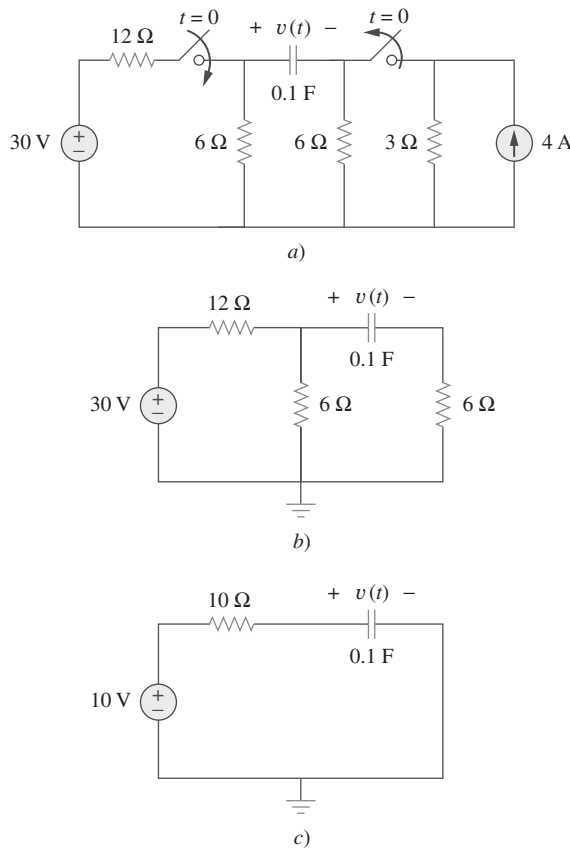 t = 0
t = 0
+ v(t) −
12 Ω
0.1 F
30 V
+
−
6 Ω
6 Ω
3 Ω
4 A
a)
12 Ω
+ v(t) −
0.1 F
30 V
+
−
6 Ω
6 Ω
b)
10 Ω
+ v(t) −
0.1 F
10 V
+
−
c)